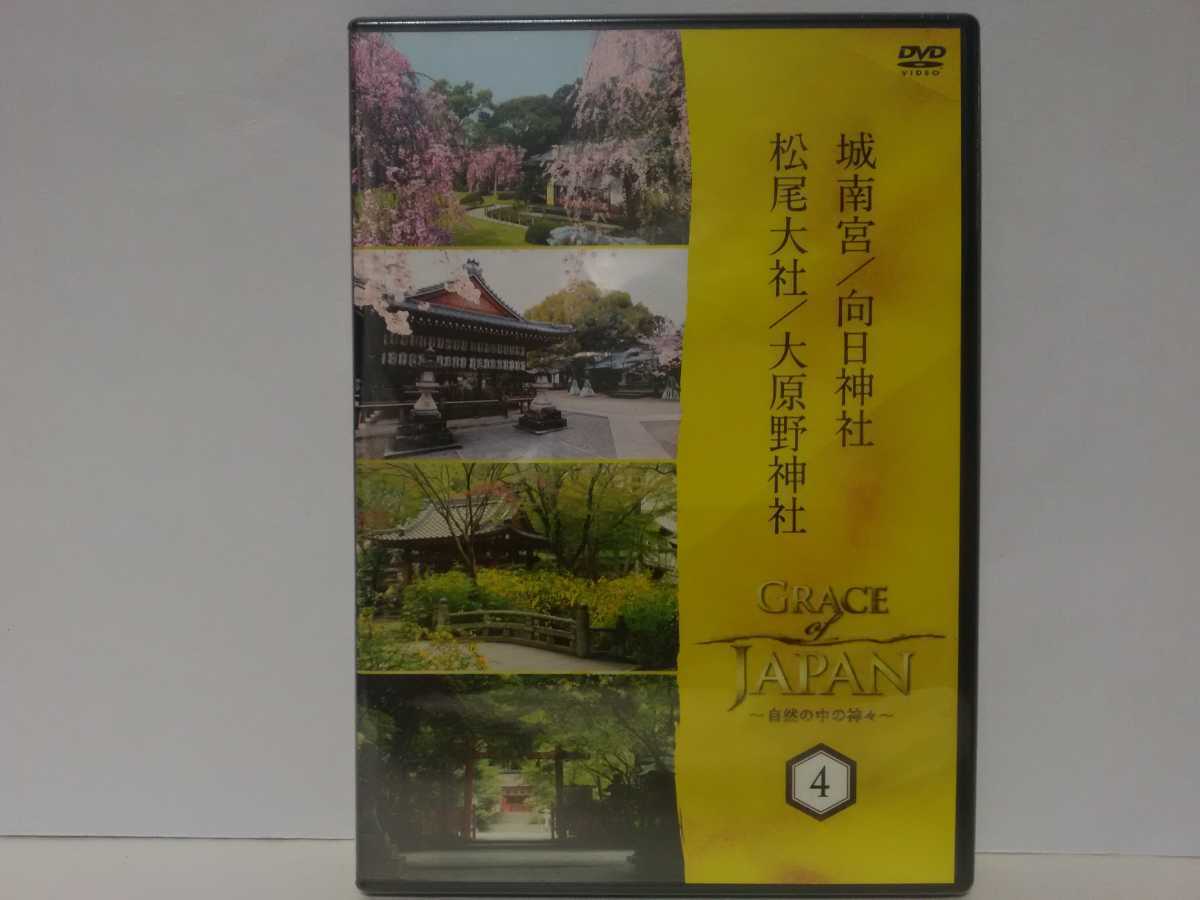 DVD
VIDEO
城南宮／向日神社
松尾大社／大原野神社
GRACE
of
JAPAN
～自然の中の神々～
4